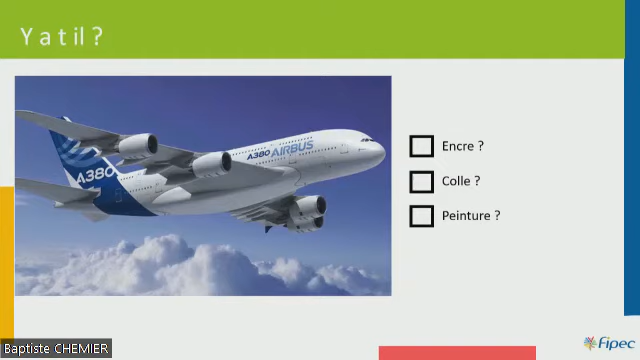 Y a t il ?
A380 AIRBUS
A380
Encre ?
Colle ?
Peinture ?
Baptiste CHEMIER
Fipec